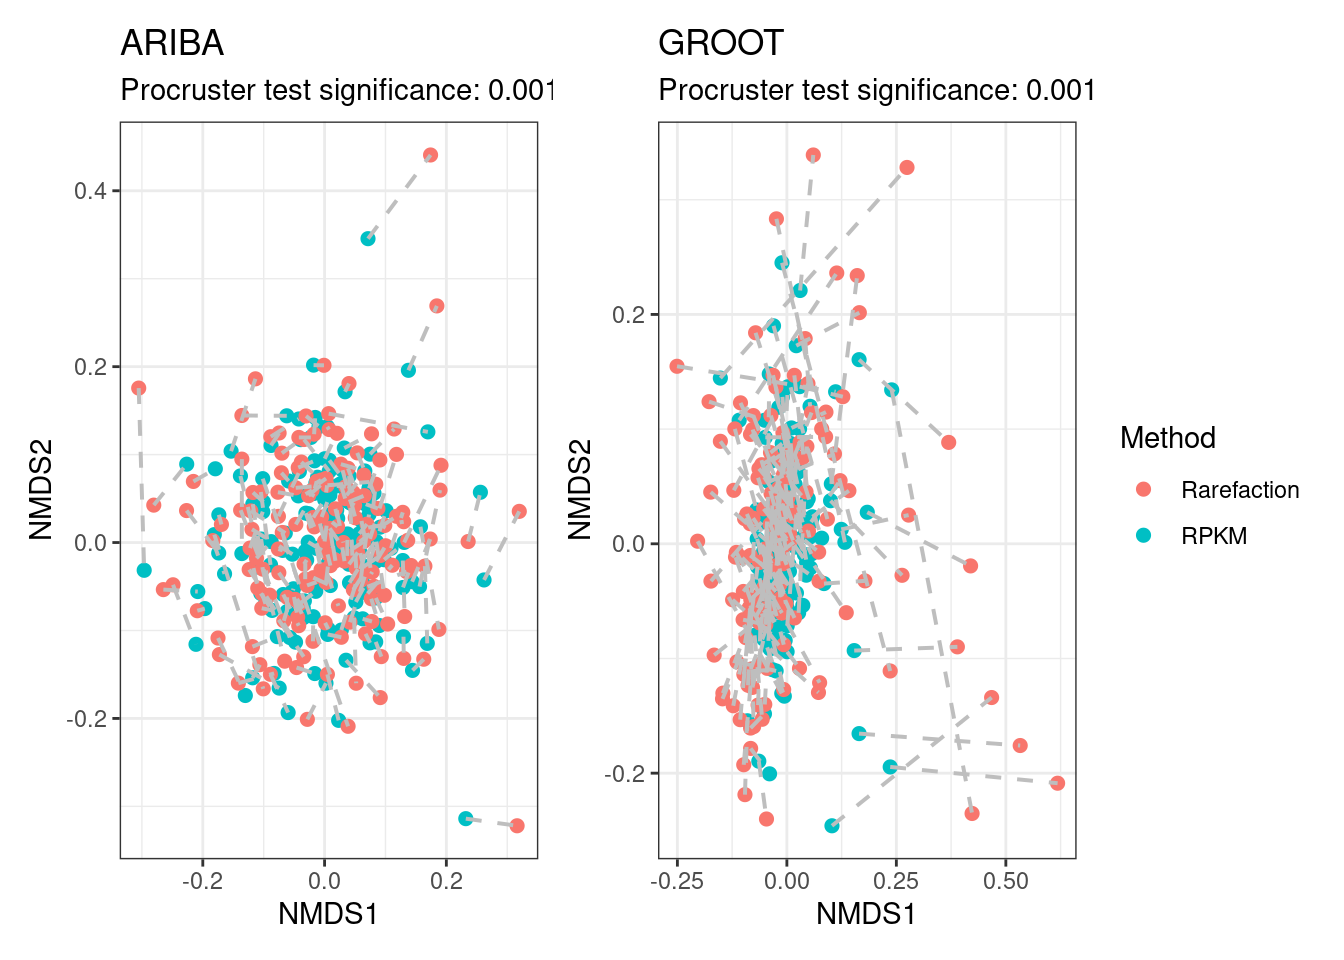 ARIBA
Procruster test significance: 0.001
NMDS2
0.4
0.2
0.0
-0.2
-0.2 0.0 0.2
NMDS1
GROOT
Procruster test significance: 0.001
NMDS2
0.2
0.0
-0.2
-0.25 0.00 0.25 0.50
NMDS1
Method
Rarefaction
RPKM